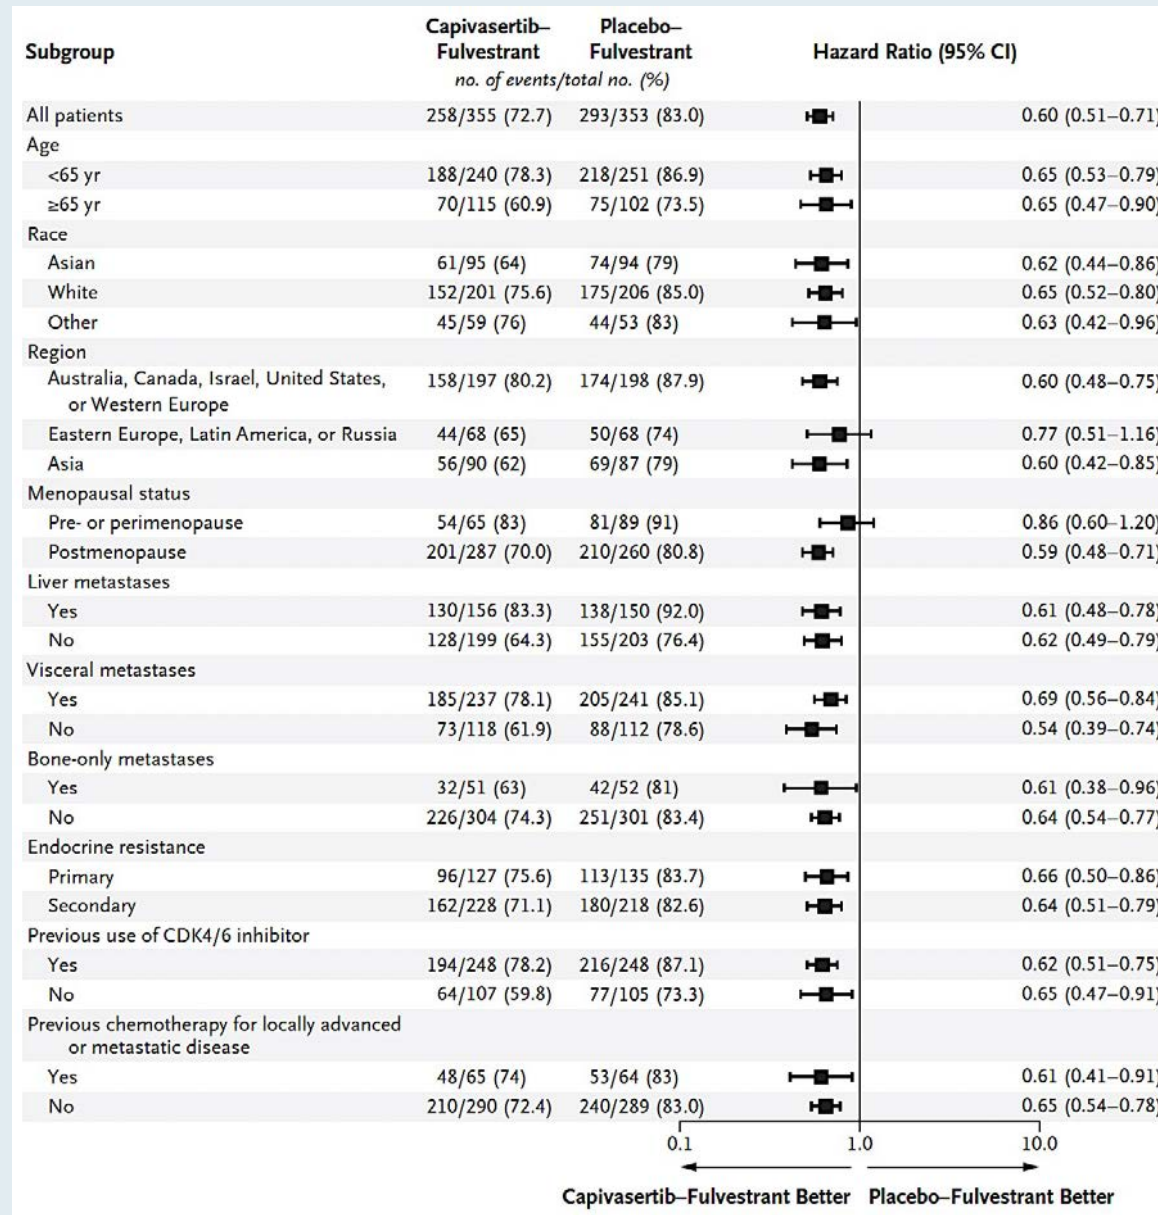 Subgroup Capivasertib–Fulvestrant Placebo–Fulvestrant Hazard Ratio (95% CI)
no. of events/total no. (%)
All patients 258/355 (72.7) 293/353 (83.0) 0.60 (0.51–0.71)
Age
<65 yr 188/240 (78.3) 218/251 (86.9) 0.65 (0.53–0.79)
≥65 yr 70/115 (60.9) 75/102 (73.5) 0.65 (0.47–0.90)
Race
Asian 61/95 (64) 74/94 (79) 0.62 (0.44–0.86)
White 152/201 (75.6) 175/206 (85.0) 0.65 (0.52–0.80)
Other 45/59 (76) 44/53 (83) 0.63 (0.42–0.96)
Region
Australia, Canada, Israel, United States, 158/197 (80.2) 174/198 (87.9) 0.60 (0.48–0.75)
or Western Europe
Eastern Europe, Latin America, or Russia 44/68 (65) 50/68 (74) 0.77 (0.51–1.16)
Asia 56/90 (62) 69/87 (79) 0.60 (0.42–0.85)
Menopausal status
Pre- or perimenopause 54/65 (83) 81/89 (91) 0.86 (0.60–1.20)
Postmenopause 201/287 (70.0) 210/260 (80.8) 0.59 (0.48–0.71)
Liver metastases
Yes 130/156 (83.3) 138/150 (92.0) 0.61 (0.48–0.78)
No 128/199 (64.3) 155/203 (76.4) 0.62 (0.49–0.79)
Visceral metastases
Yes 185/237 (78.1) 205/241 (85.1) 0.69 (0.56–0.84)
No 73/118 (61.9) 88/112 (78.6) 0.54 (0.39–0.74)
Bone-only metastases
Yes 32/51 (63) 42/52 (81) 0.61 (0.38–0.96)
No 226/304 (74.3) 251/301 (83.4) 0.64 (0.54–0.77)
Endocrine resistance
Primary 96/127 (75.6) 113/135 (83.7) 0.66 (0.50–0.86)
Secondary 162/228 (71.1) 180/218 (82.6) 0.64 (0.51–0.79)
Previous use of CDK4/6 inhibitor
Yes 194/248 (78.2) 216/248 (87.1) 0.62 (0.51–0.75)
No 64/107 (59.8) 77/105 (73.3) 0.65 (0.47–0.91)
Previous chemotherapy for locally advanced
or metastatic disease
Yes 48/65 (74) 53/64 (83) 0.61 (0.41–0.91)
No 210/290 (72.4) 240/289 (83.0) 0.65 (0.54–0.78)
0.1 1.0 10.0
Capivasertib–Fulvestrant Better Placebo–Fulvestrant Better